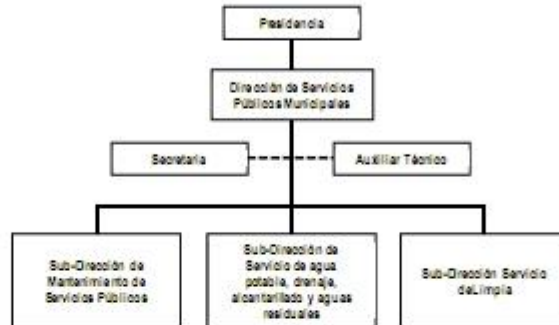 Presidencia
Dirección de Servicios
Públicos Municipales
Secretaria
Auxiliar Técnico
Sub-Dirección de
Mantenimiento de
Servicios Públicos
Sub-Dirección de
Servicio de agua
potable, drenaje,
alcantarillado y aguas
residuales
Sub-Dirección Servicio
deLimpia